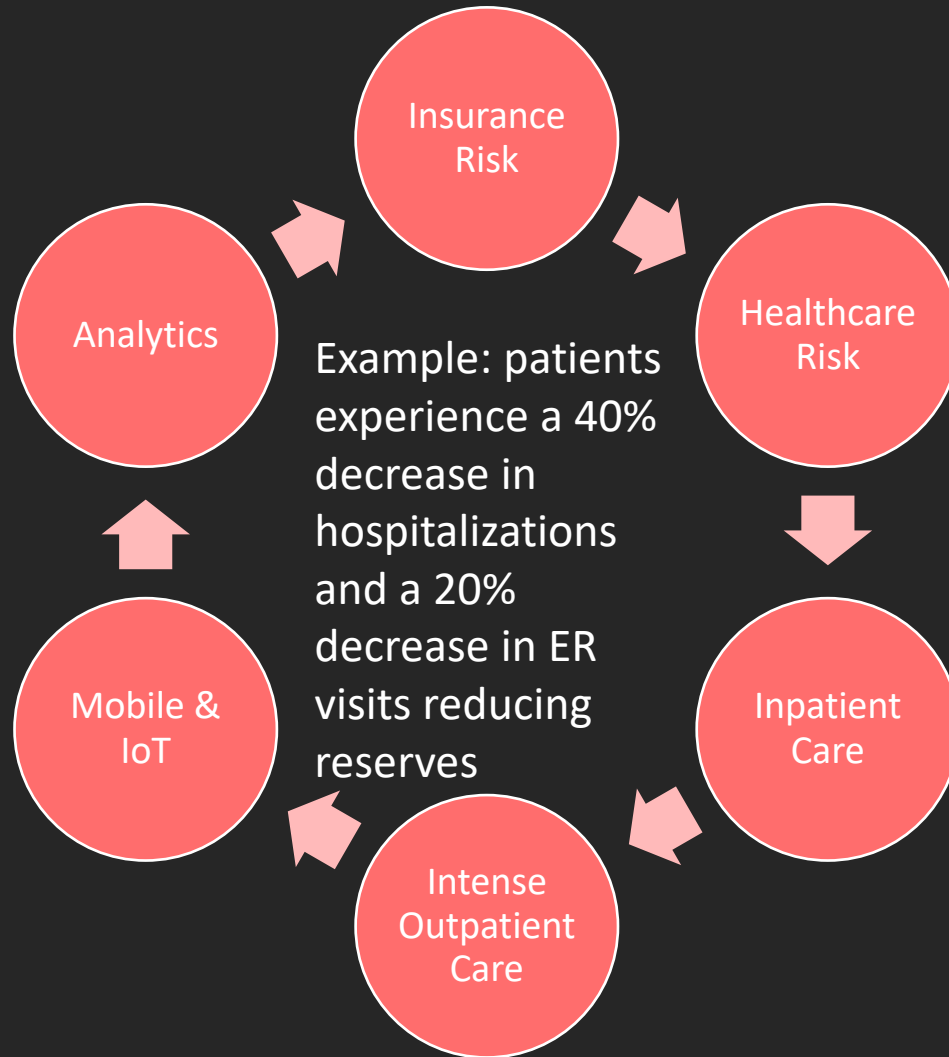 Insurance
Risk
Healthcare
Risk
Inpatient
Care
Intense
Outpatient
Care
Mobile &
IoT
Analytics
Example: patients
experience a 40%
decrease in
hospitalizations
and a 20%
decrease in ER
visits reducing
reserves